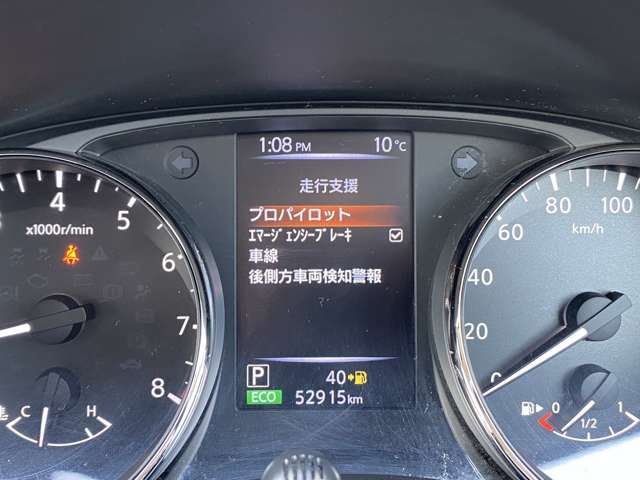 1:08 PM 10°C
走行支援
プロパイロット
ｴﾏｰｼﾞｪﾝｼｰﾌﾞﾚｰｷ
車線
後側方車両検知警報
P 40
ECO 52915km
3 4 5 6 7 8
x1000r/min
C H
0 20 40 60 80 100
km/h
0 1/2 1